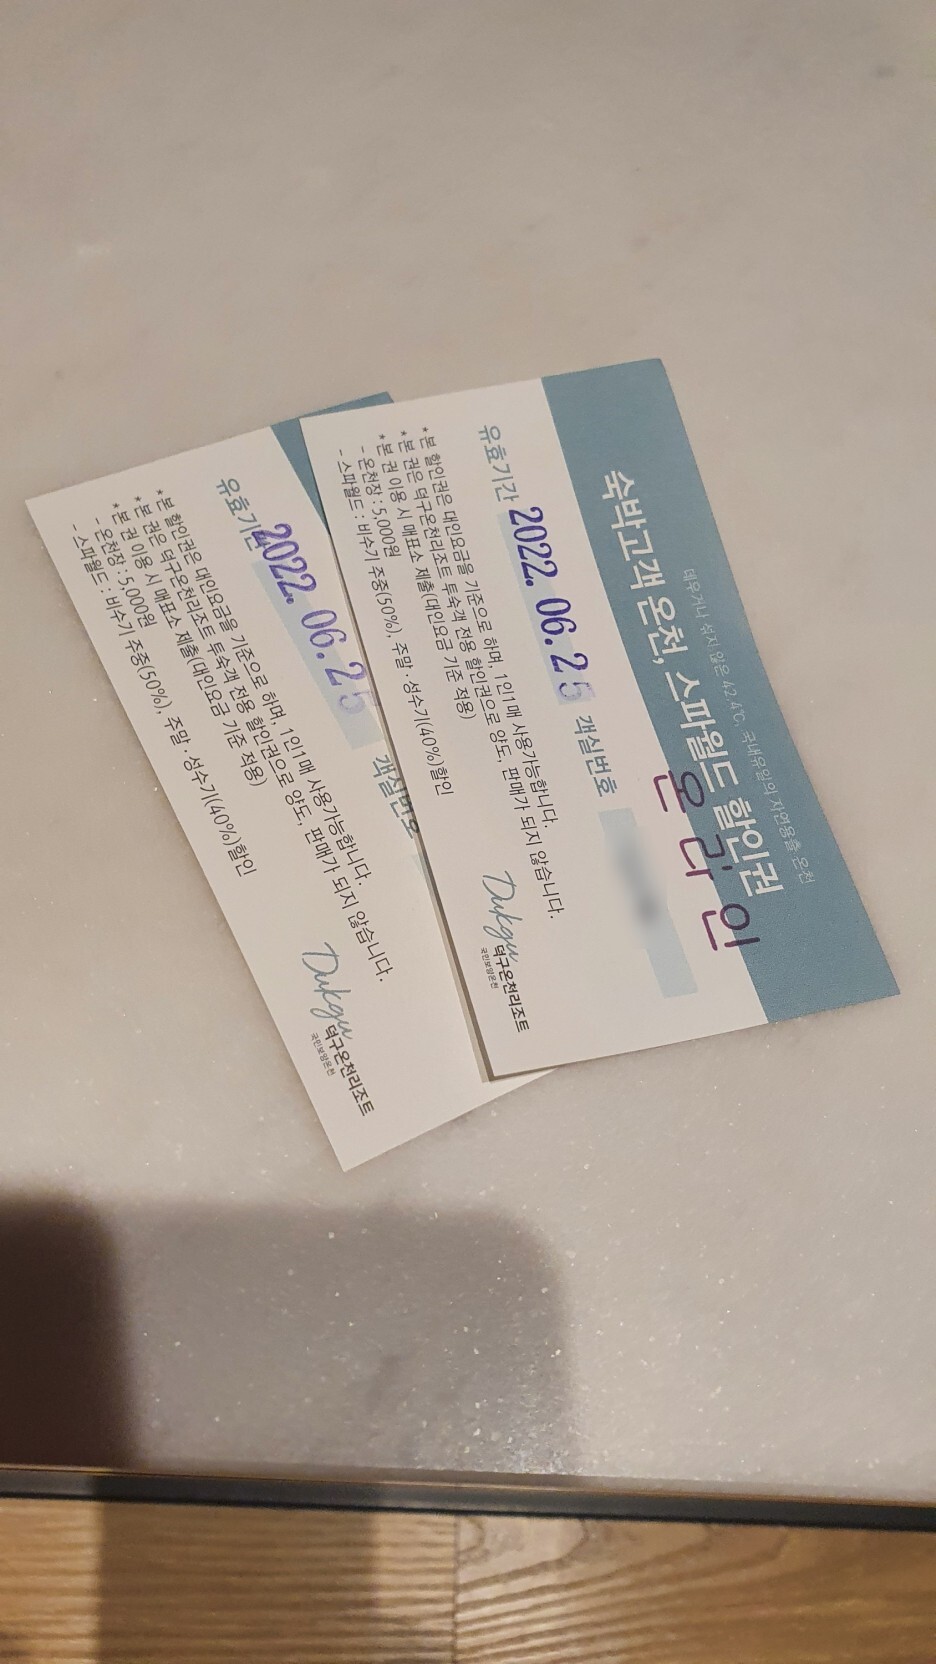 데우거나 섞지 않은 42.4℃, 국내유일의 자연용출 온천
숙박고객 온천, 스파월드 할인권
온라인
유효기간 2022. 06. 25 객실번호
*본 할인권은 대인요금을 기준으로 하며, 1인1매 사용가능합니다.
*본 권은 덕구온천리조트 투숙객 전용 할인권으로 양도, 판매가 되지 않습니다.
*본 권 이용 시 매표소 제출(대인요금 기준 적용)
- 온천장 : 5,000원
- 스파월드 : 비수기 주중(50%), 주말 · 성수기(40%)할인
Dukgu 덕구온천리조트
국민보양온천
유효기간 2022. 06. 25 객실번호
*본 할인권은 대인요금을 기준으로 하며, 1인1매 사용가능합니다.
*본 권은 덕구온천리조트 투숙객 전용 할인권으로 양도, 판매가 되지 않습니다.
*본 권 이용 시 매표소 제출(대인요금 기준 적용)
- 온천장 : 5,000원
- 스파월드 : 비수기 주중(50%), 주말 · 성수기(40%)할인
Dukgu 덕구온천리조트
국민보양온천